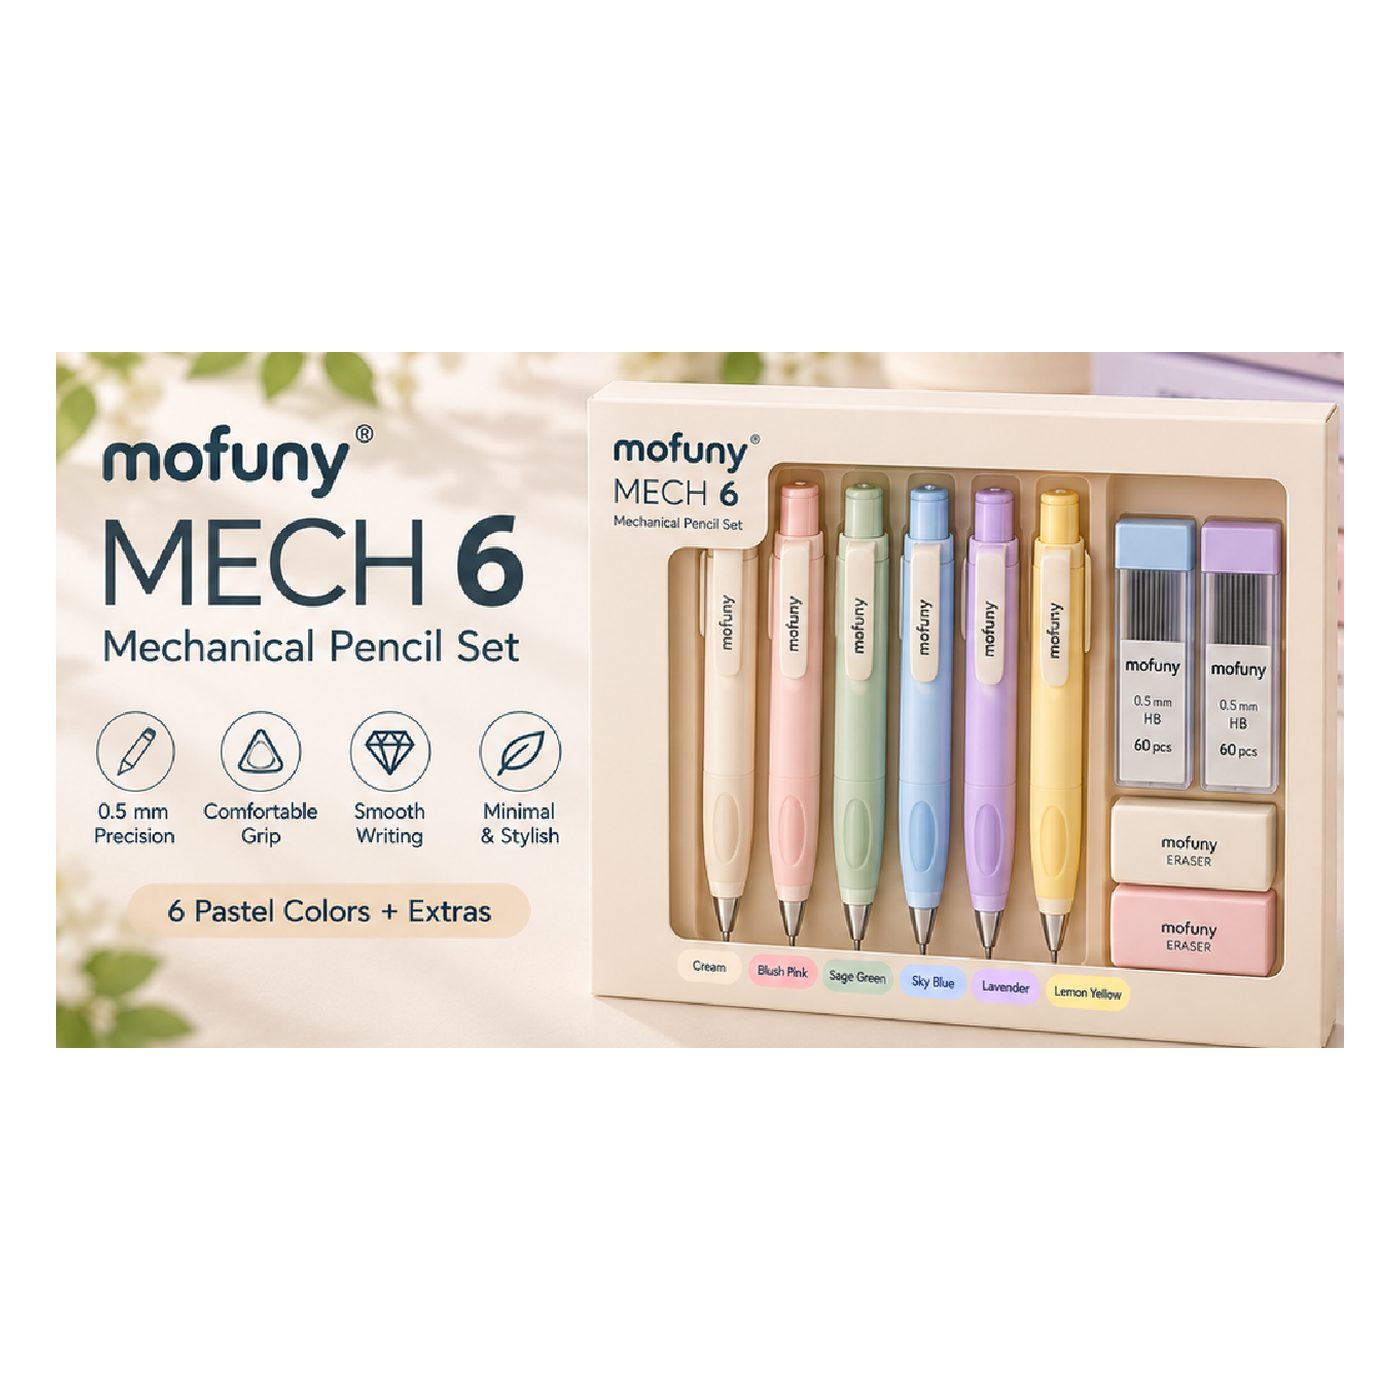 mofuny®
MECH 6
Mechanical Pencil Set
0.5 mm
Precision
Comfortable
Grip
Smooth
Writing
Minimal
& Stylish
6 Pastel Colors + Extras
mofuny®
MECH 6
Mechanical Pencil Set
mofuny
mofuny
mofuny
mofuny
mofuny
mofuny
mofuny
0.5 mm
HB
60 pcs
mofuny
0.5 mm
HB
60 pcs
mofuny
ERASER
mofuny
ERASER
Cream
Blush Pink
Sage Green
Sky Blue
Lavender
Lemon Yellow